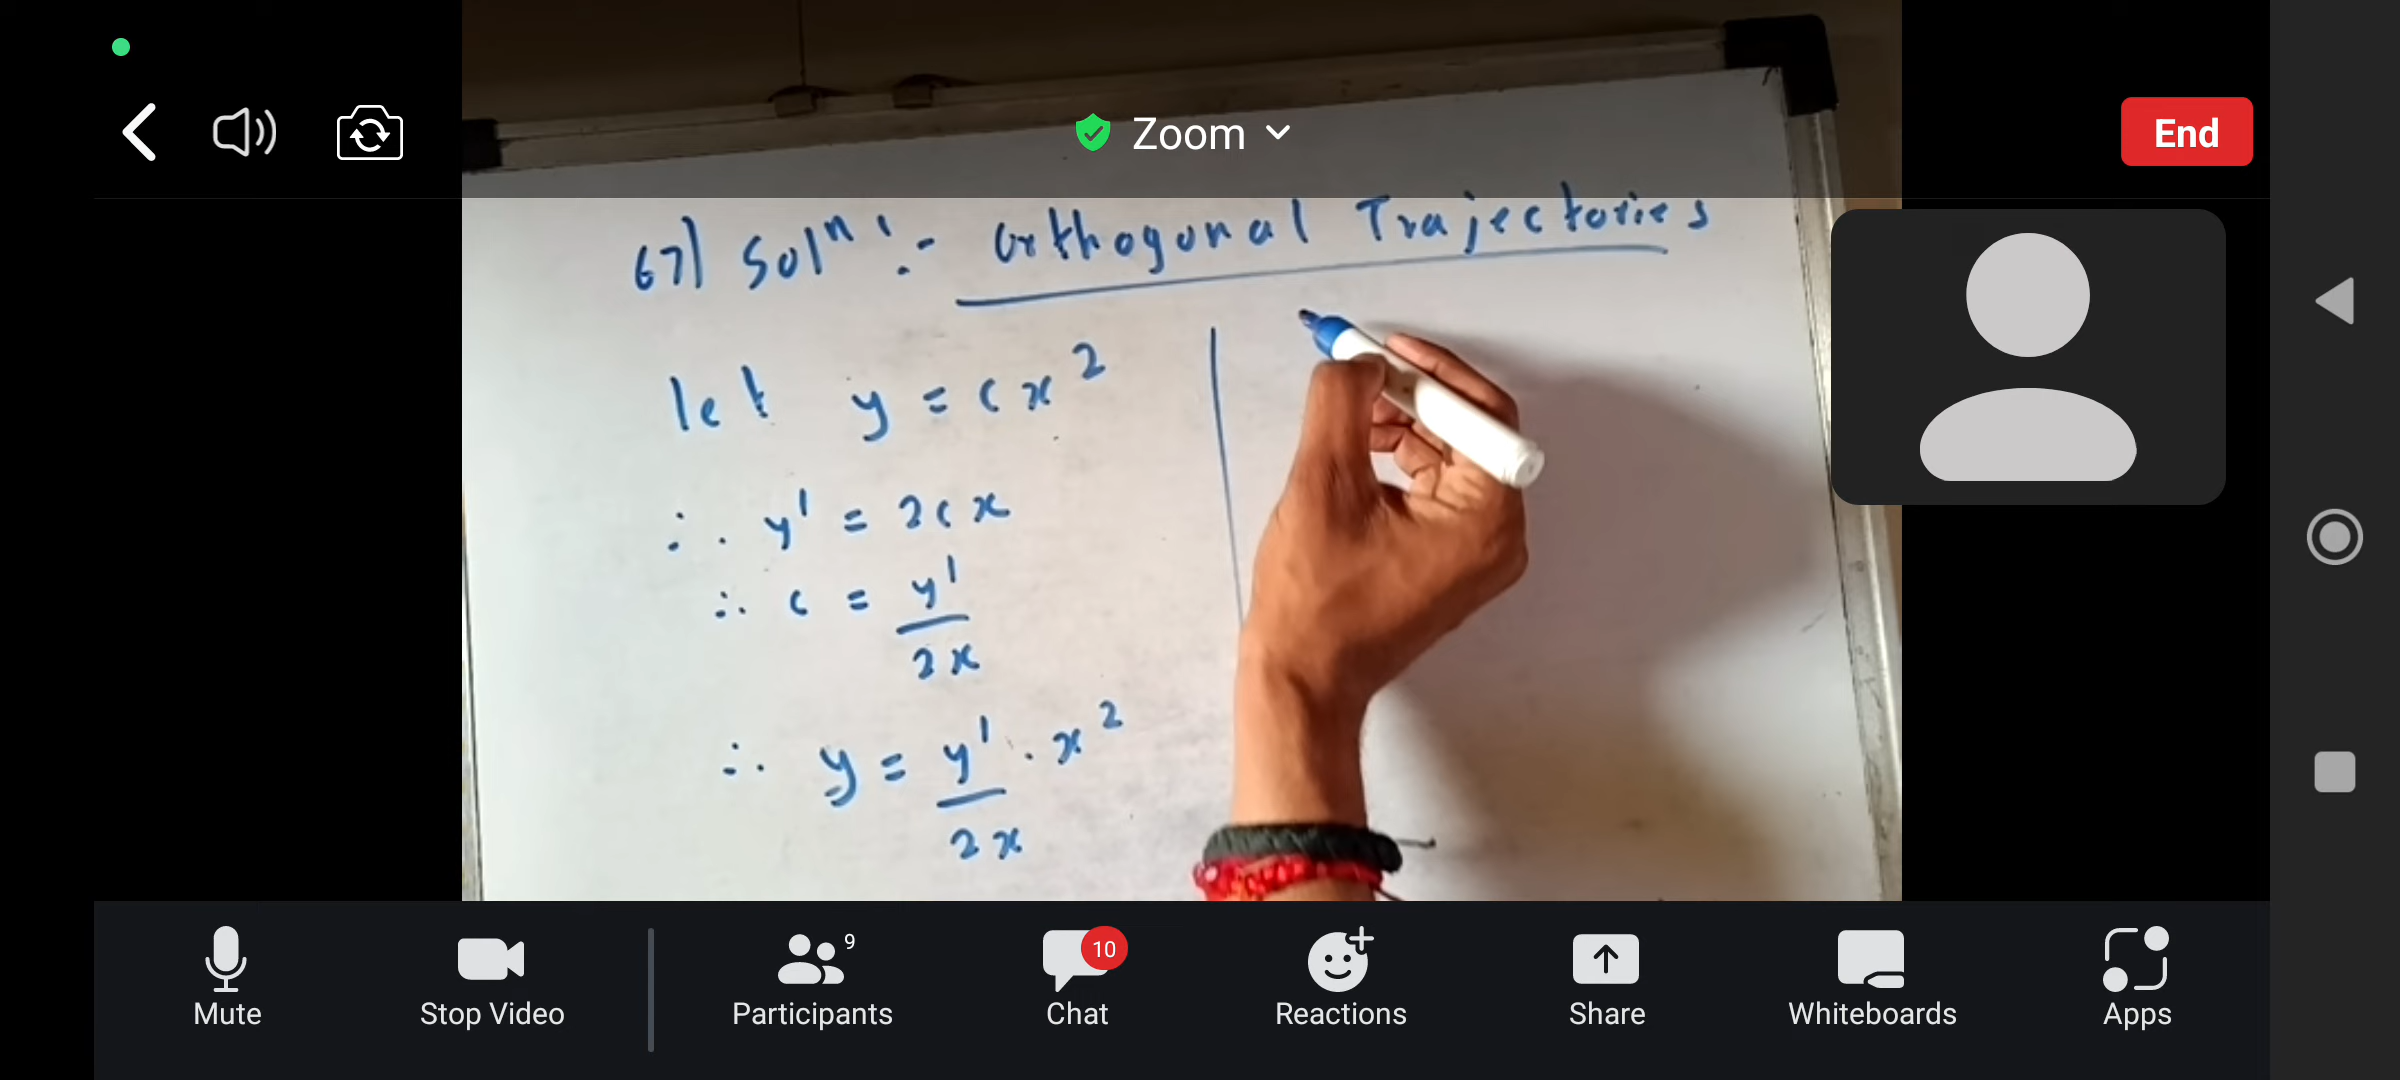 Zoom
End
67) Solⁿ :- Orthogonal Trajectories
let y = cx²
∴ y' = 2cx
∴ c = y'/2x
∴ y = y'/2x . x²
9
10
Mute
Stop Video
Participants
Chat
Reactions
Share
Whiteboards
Apps